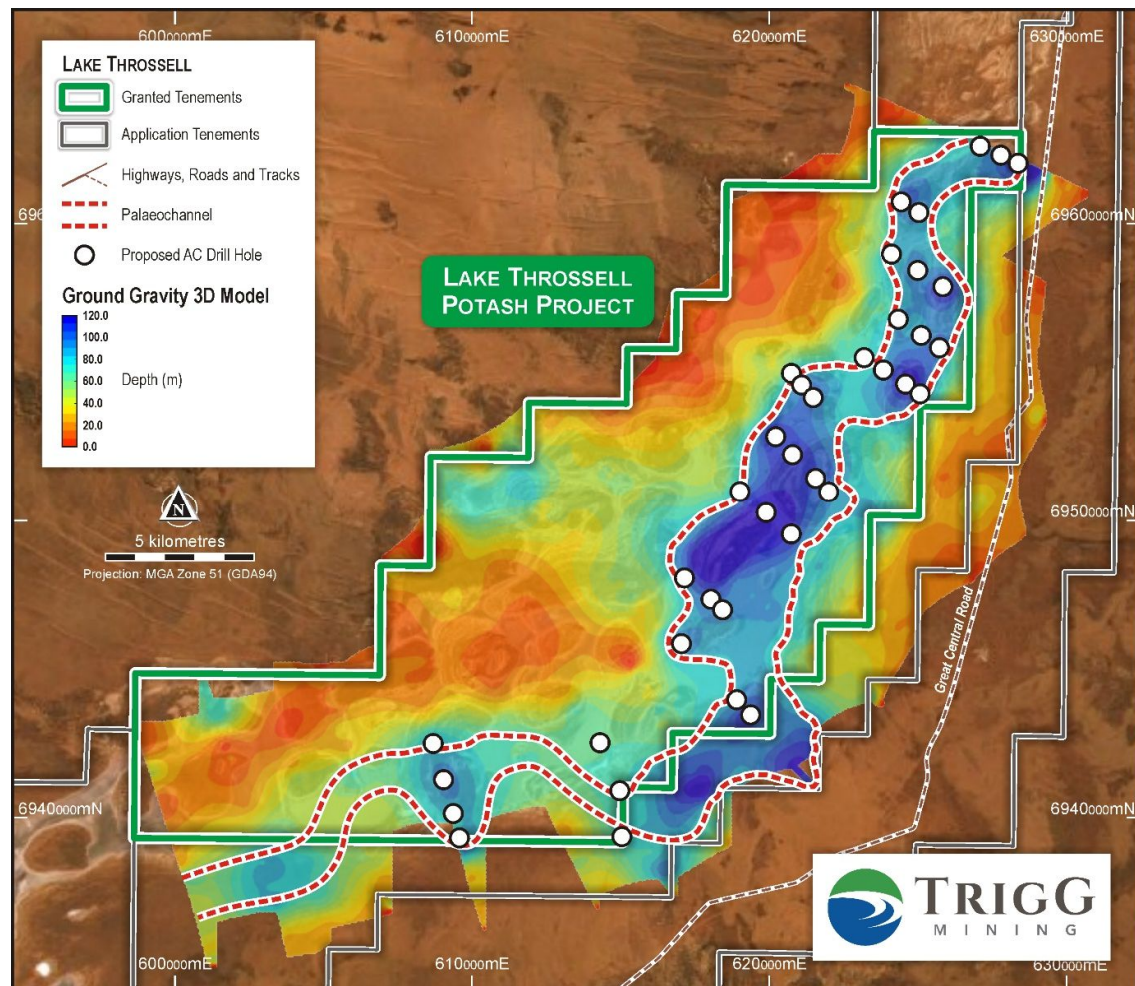 600000mE
610000mE
620000mE
630000mE
LAKE THROSSELL
Granted Tenements
Application Tenements
Highways, Roads and Tracks
Palaeochannel
Proposed AC Drill Hole
Ground Gravity 3D Model
120.0
100.0
80.0
60.0
40.0
20.0
0.0
Depth (m)
696
6960000mN
LAKE THROSSELL
POTASH PROJECT
N
5 kilometres
Projection: MGA Zone 51 (GDA94)
6950000mN
Great Central Road
6940000mN
6940000mN
TRIGG
MINING
600000mE
610000mE
620000mE
630000mE